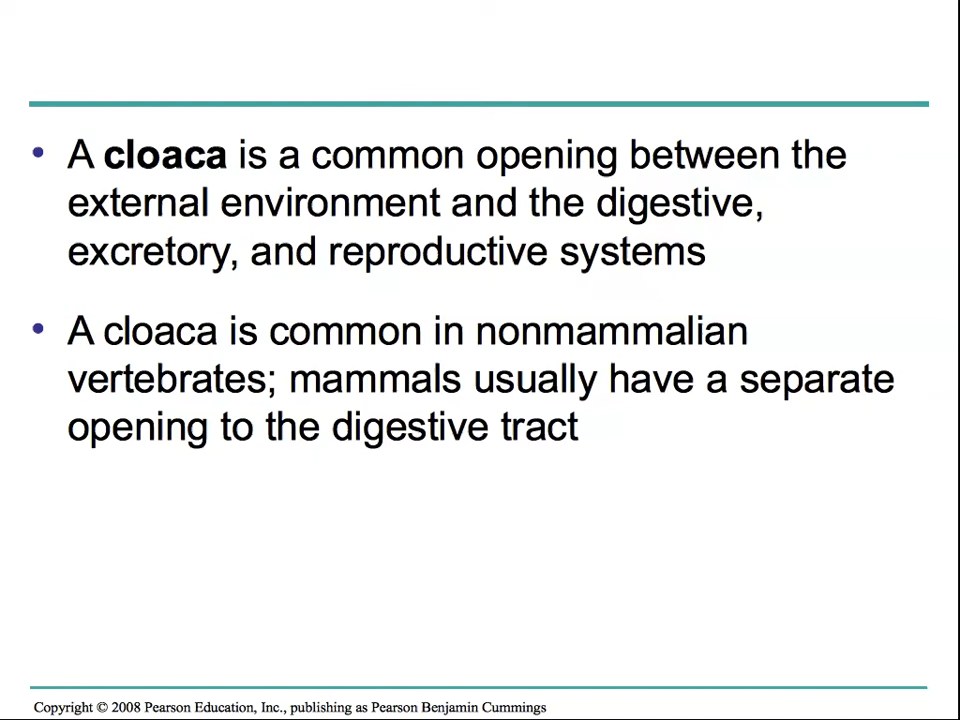 • A cloaca is a common opening between the
external environment and the digestive,
excretory, and reproductive systems
• A cloaca is common in nonmammalian
vertebrates; mammals usually have a separate
opening to the digestive tract
Copyright © 2008 Pearson Education, Inc., publishing as Pearson Benjamin Cummings